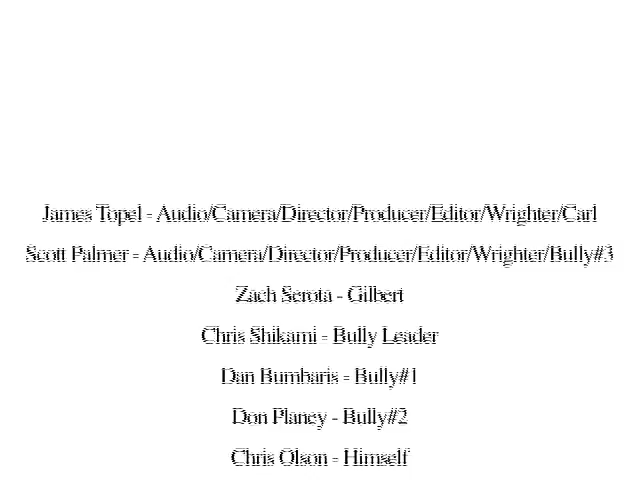 James Topel - Audio/Camera/Director/Producer/Editor/Wrighter/Carl
Scott Palmer - Audio/Camera/Director/Producer/Editor/Wrighter/Bully#3
Zach Serota - Gilbert
Chris Shikami - Bully Leader
Dan Bumbaris - Bully#1
Don Plancy - Bully#2
Chris Olson - Himself